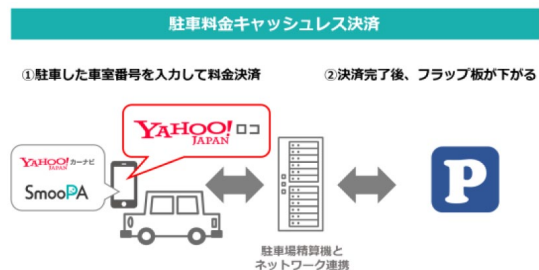 駐車料金キャッシュレス決済
①駐車した車室番号を入力して料金決済
②決済完了後、フラップ板が下がる
YAHOO! ロコ
JAPAN
YAHOO! カーナビ
JAPAN
SmooPA
P
駐車場精算機と
ネットワーク連携